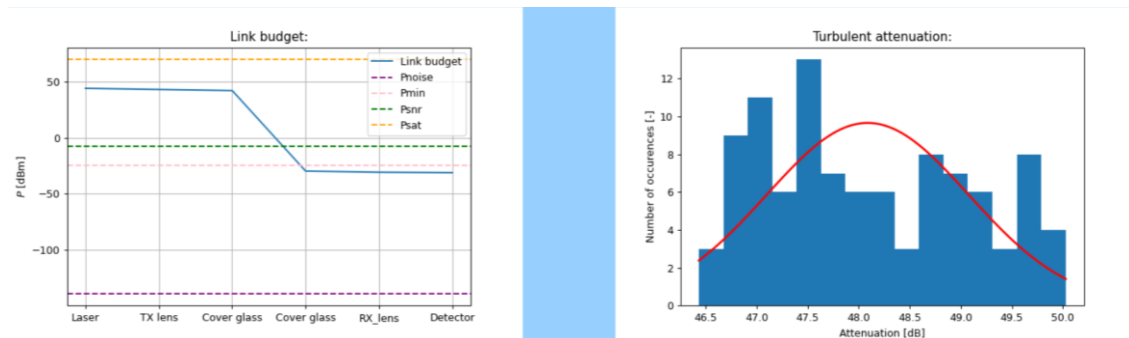 Link budget:
50
0
−50
−100
P [dBm]
Link budget
Pnoise
Pmin
Psnr
Psat
Laser
TX lens
Cover glass
Cover glass
RX_lens
Detector
Turbulent attenuation:
12
10
8
6
4
2
0
Number of occurences [-]
46.5
47.0
47.5
48.0
48.5
49.0
49.5
50.0
Attenuation [dB]